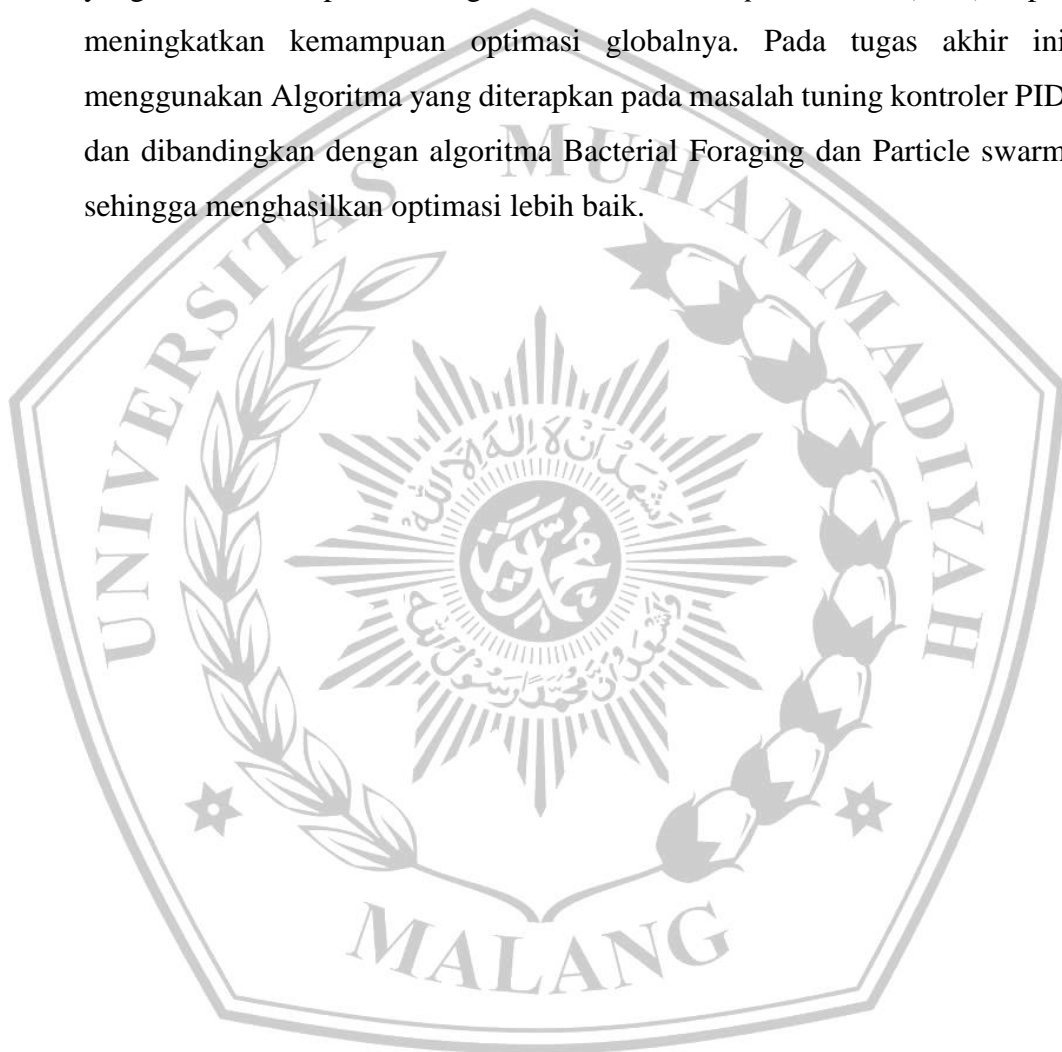 meningkatkan kemampuan optimasi globalnya. Pada tugas akhir ini
menggunakan Algoritma yang diterapkan pada masalah tuning kontroler PID
dan dibandingkan dengan algoritma Bacterial Foraging dan Particle swarm
sehingga menghasilkan optimasi lebih baik.
UNIVERSITAS MUHAMMADIYAH
MALANG